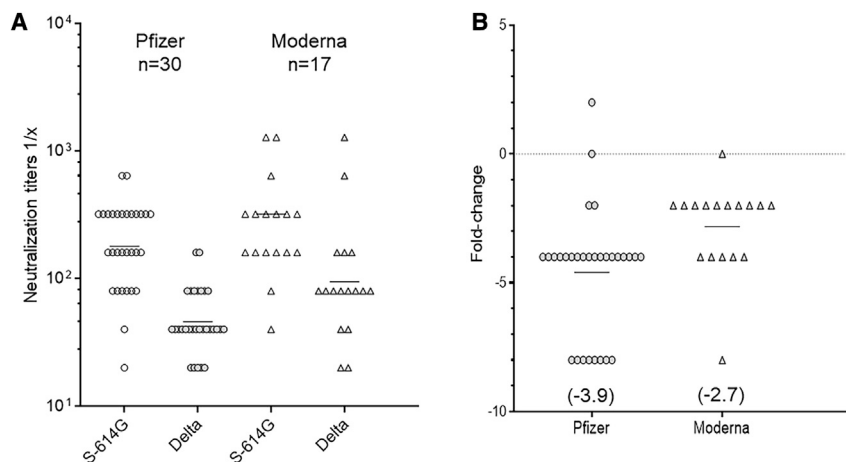 A
Pfizer
n=30
Moderna
n=17
Neutralization titers 1/x
10⁴
10³
10²
10¹
S-614G
Delta
S-614G
Delta
B
Fold-change
5
0
-5
-10
(-3.9)
(-2.7)
Pfizer
Moderna